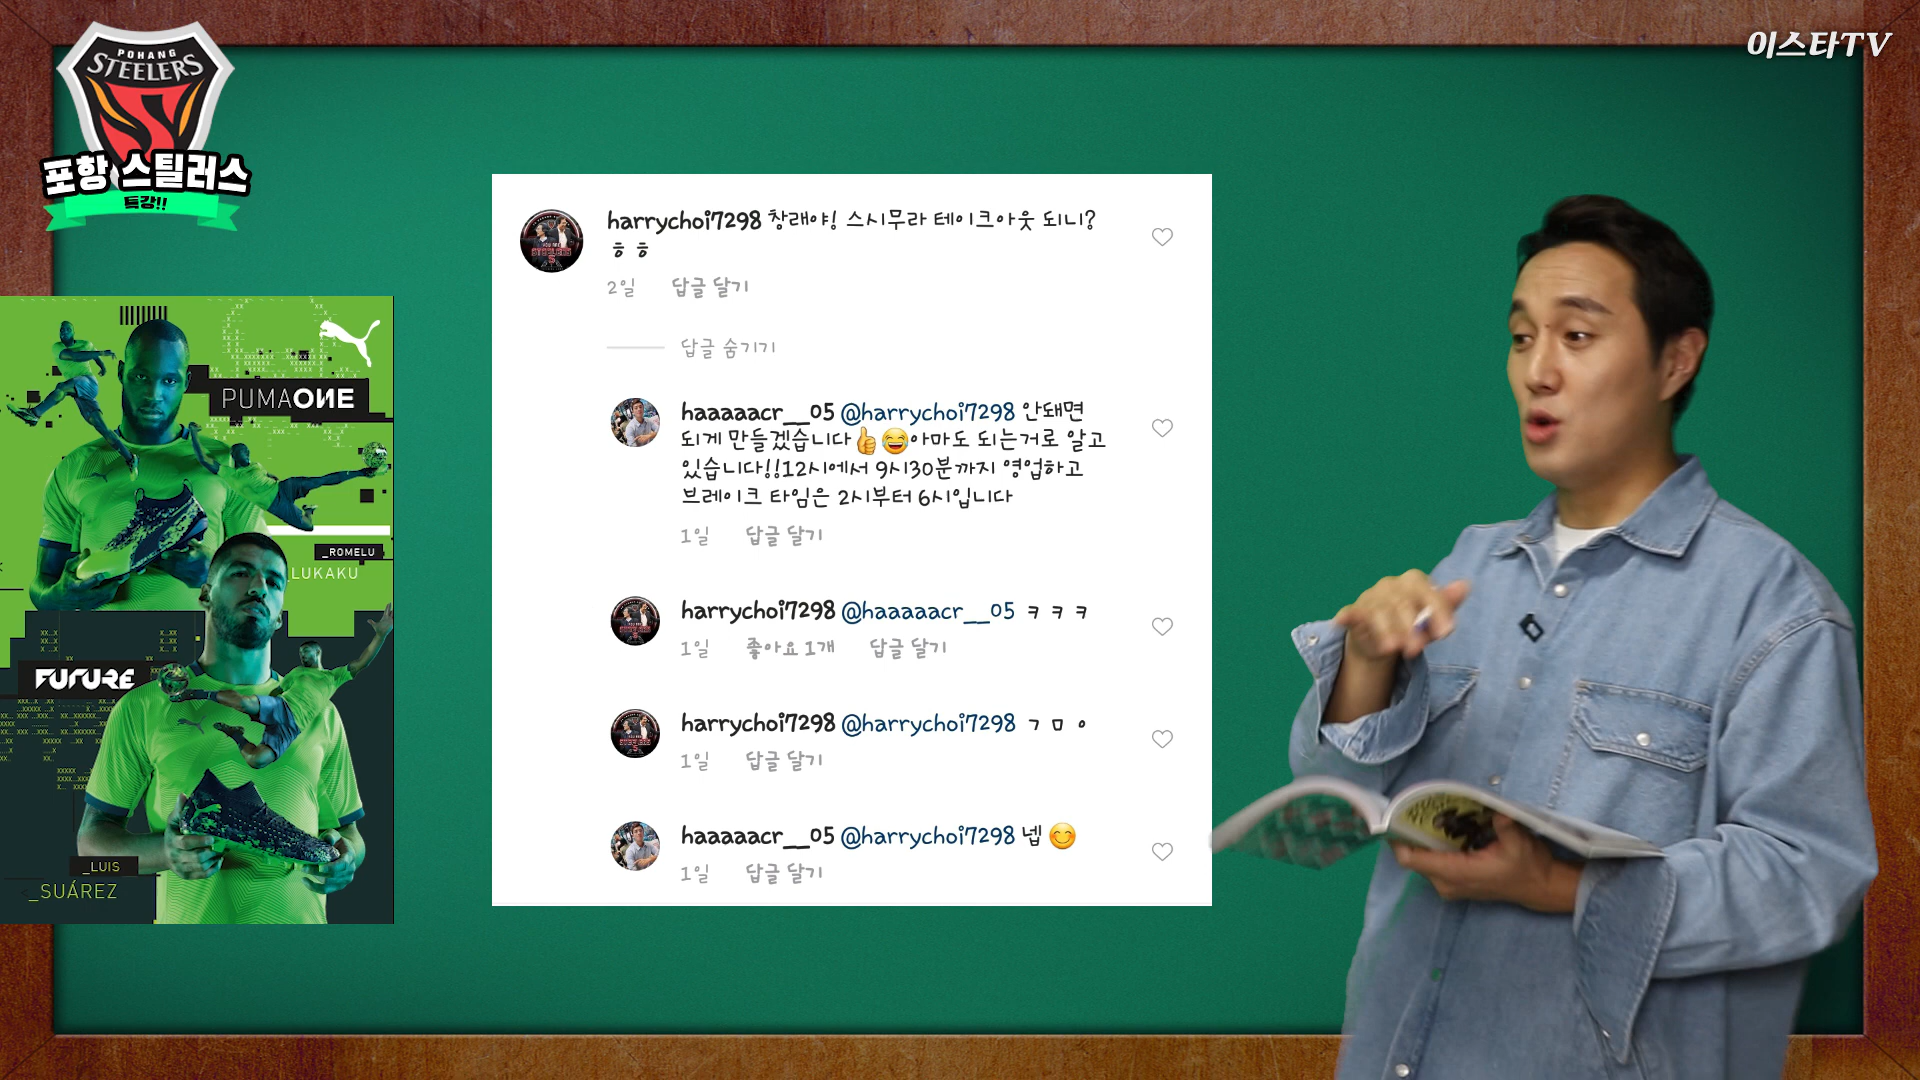 POHANG
STEELERS
포항 스틸러스
특강!!
이스타TV
PUMAONE
_ROMELU
LUKAKU
FUTURE
_LUIS
_SUÁREZ
harrychoi7298 창래야! 스시무라 테이크아웃 되니?
ㅎㅎ
2일 답글 달기
답글 숨기기
haaaaacr__05 @harrychoi7298 안돼면
되게 만들겠습니다👍😂아마도 되는거로 알고
있습니다!!12시에서 9시30분까지 영업하고
브레이크 타임은 2시부터 6시입니다
1일 답글 달기
harrychoi7298 @haaaaacr__05 ㅋㅋㅋ
1일 좋아요 1개 답글 달기
harrychoi7298 @harrychoi7298 ㄱㅁㅇ
1일 답글 달기
haaaaacr__05 @harrychoi7298 넵😊
1일 답글 달기